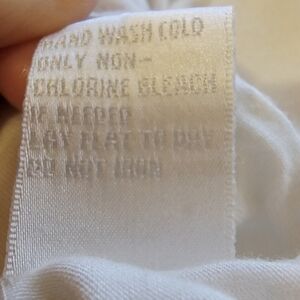 HAND WASH COLD
ONLY NON-
CHLORINE BLEACH
IF NEEDED
LAY FLAT TO DRY
DO NOT IRON